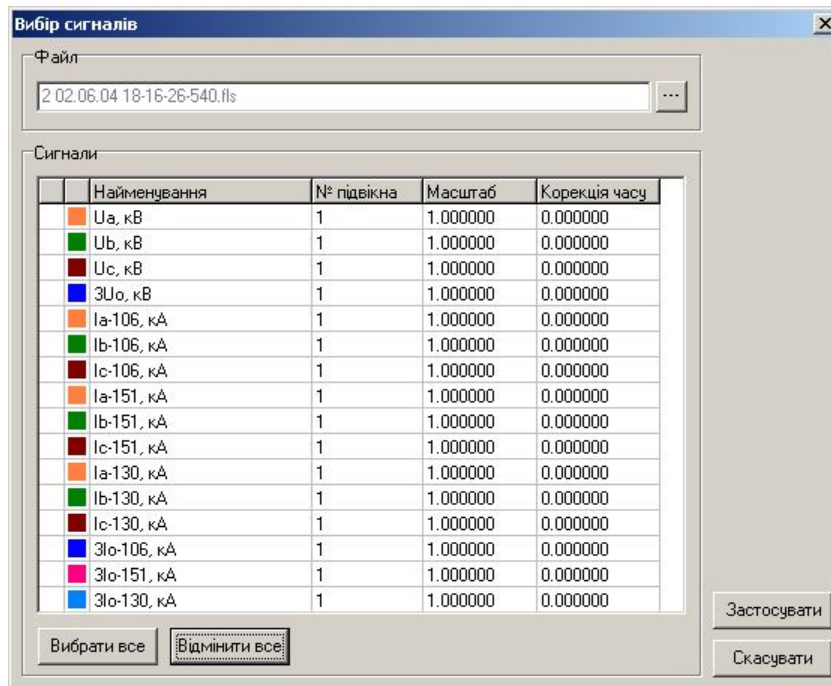 Вибір сигналів
Файл
2 02.06.04 18-16-26-540.fls
...
Сигнали
Найменування № підвікна Масштаб Корекція часу
Ua, кВ 1 1.000000 0.000000
Ub, кВ 1 1.000000 0.000000
Uc, кВ 1 1.000000 0.000000
3Uo, кВ 1 1.000000 0.000000
Ia-106, кА 1 1.000000 0.000000
Ib-106, кА 1 1.000000 0.000000
Ic-106, кА 1 1.000000 0.000000
Ia-151, кА 1 1.000000 0.000000
Ib-151, кА 1 1.000000 0.000000
Ic-151, кА 1 1.000000 0.000000
Ia-130, кА 1 1.000000 0.000000
Ib-130, кА 1 1.000000 0.000000
Ic-130, кА 1 1.000000 0.000000
3Io-106, кА 1 1.000000 0.000000
3Io-151, кА 1 1.000000 0.000000
3Io-130, кА 1 1.000000 0.000000
Застосувати
Вибрати все Відмінити все
Скасувати